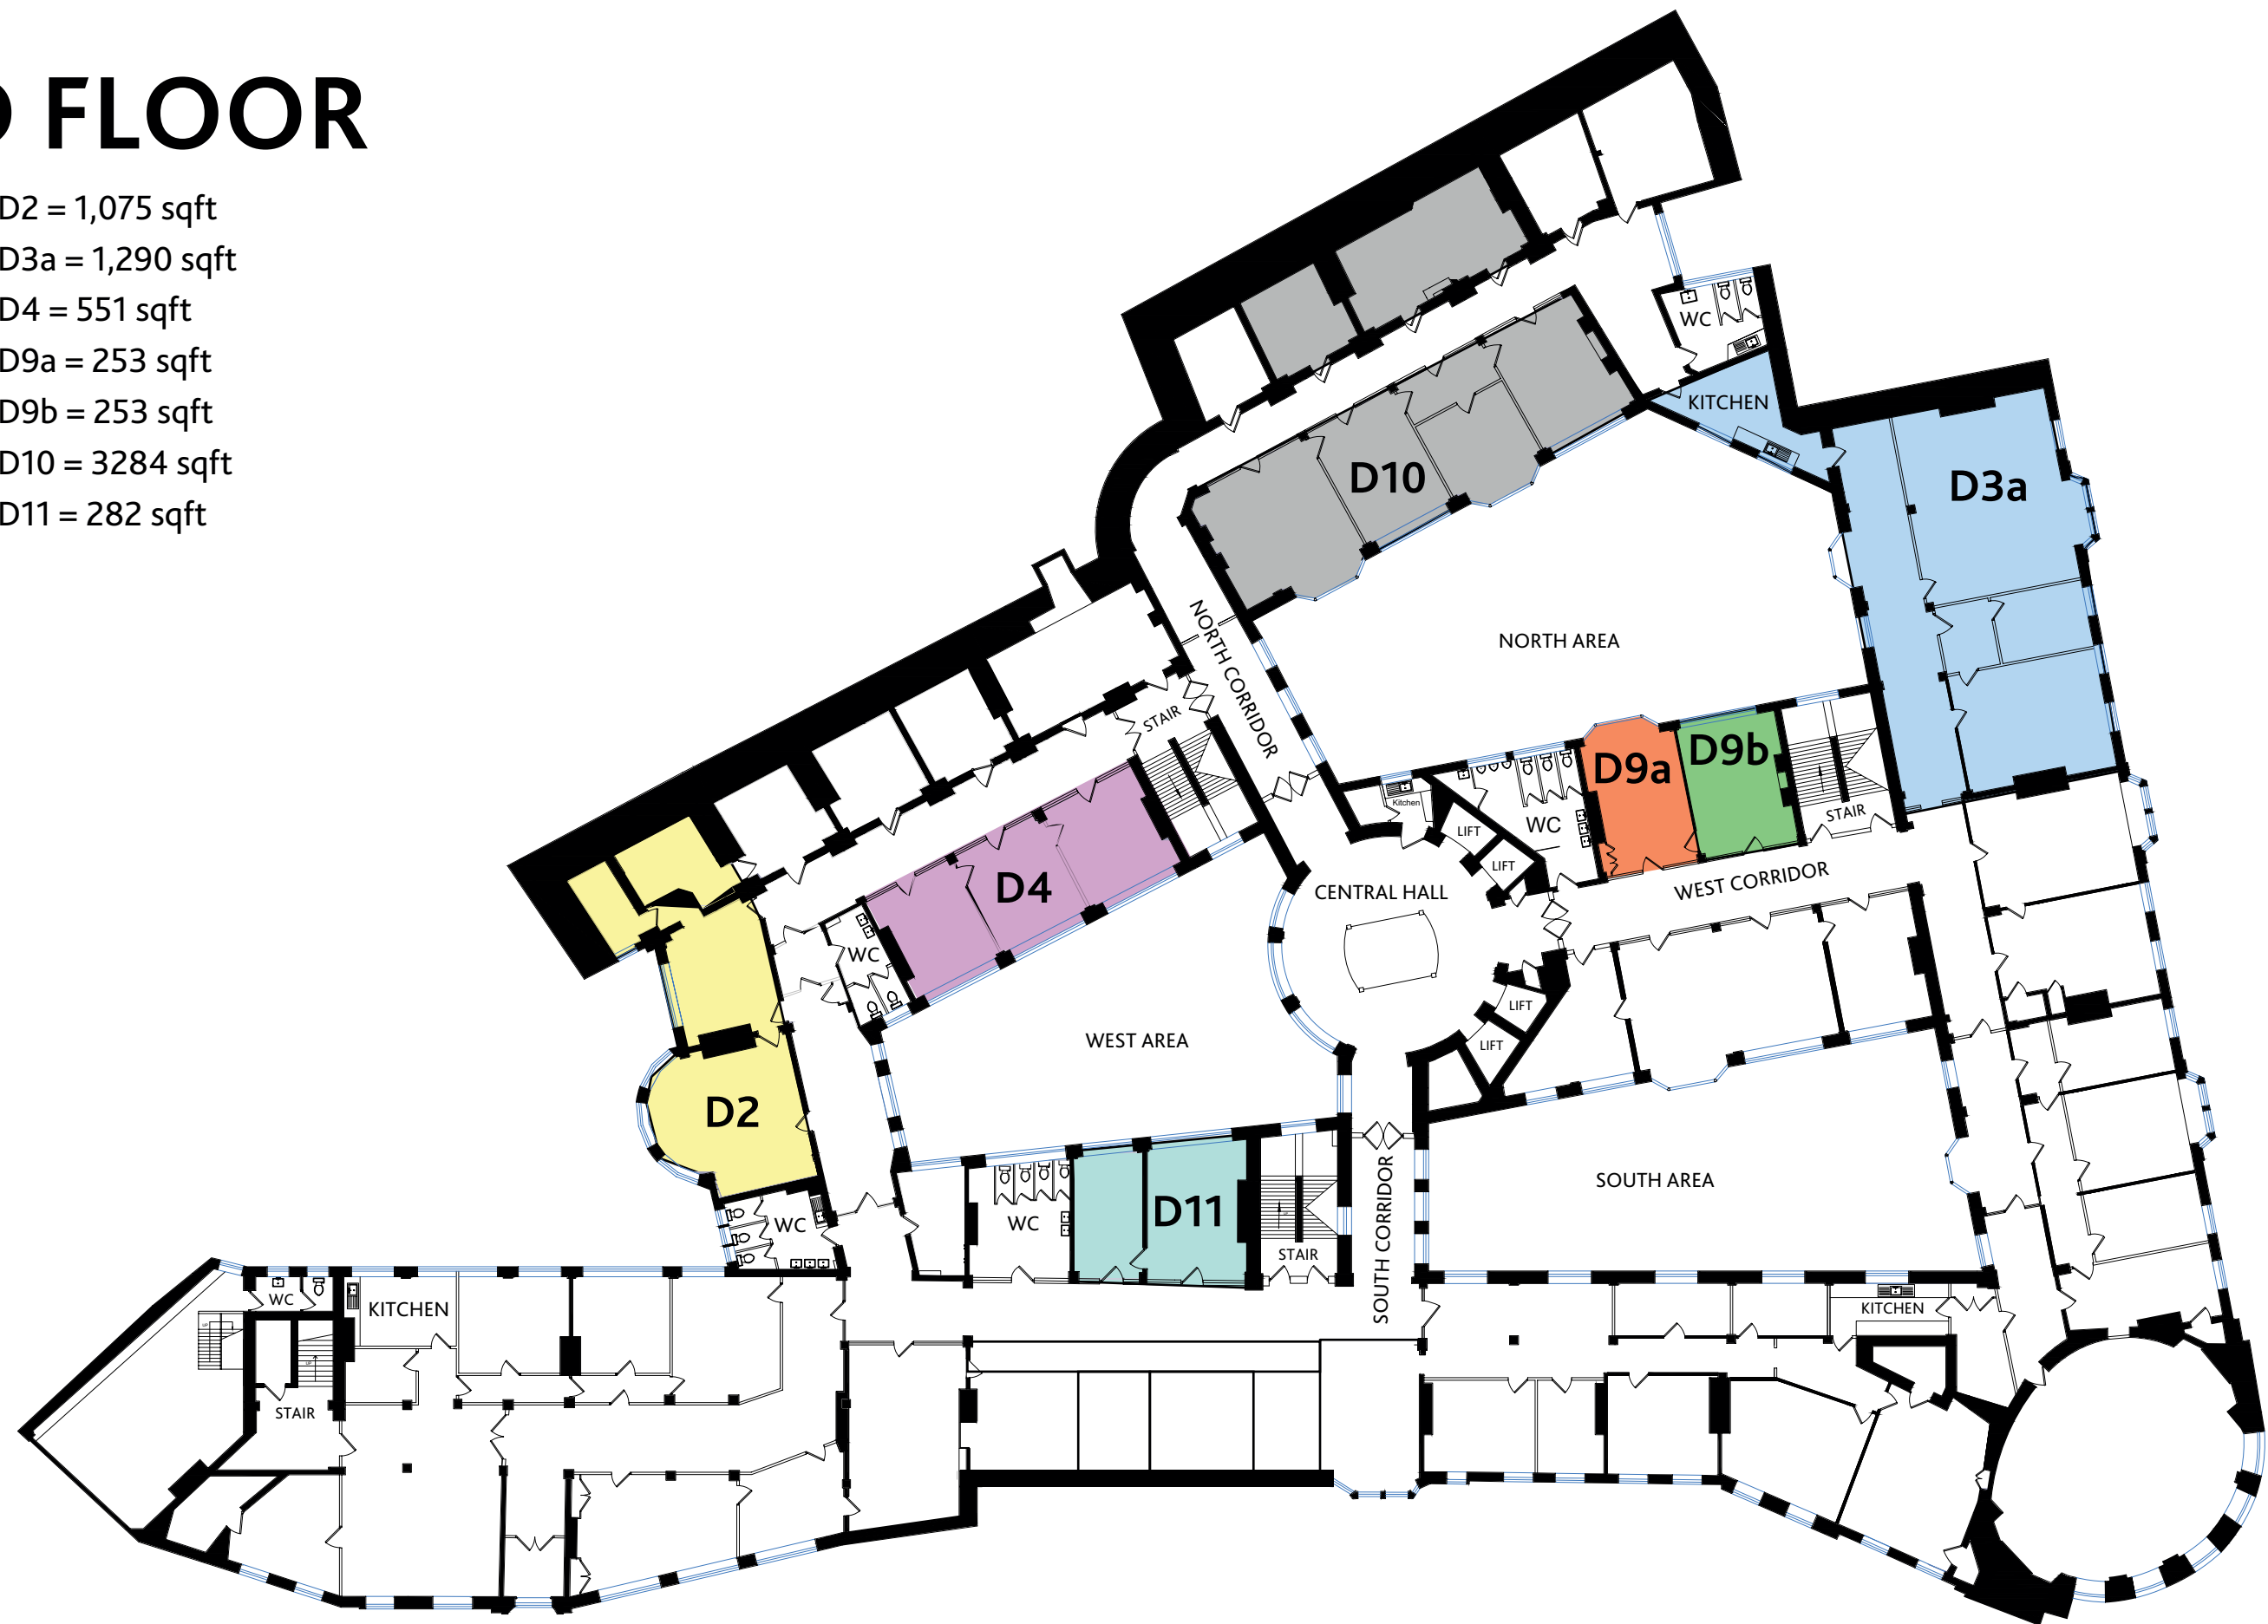 D FLOOR
D2 = 1,075 sqft
D3a = 1,290 sqft
D4 = 551 sqft
D9a = 253 sqft
D9b = 253 sqft
D10 = 3284 sqft
D11 = 282 sqft
WC
KITCHEN
D10
D3a
NORTH CORRIDOR
NORTH AREA
STAIR
D9a
D9b
Kitchen
LIFT
WC
STAIR
LIFT
D4
CENTRAL HALL
WEST CORRIDOR
WC
LIFT
WEST AREA
LIFT
D2
SOUTH AREA
D11
WC
WC
STAIR
SOUTH CORRIDOR
WC
KITCHEN
KITCHEN
UP
UP
STAIR